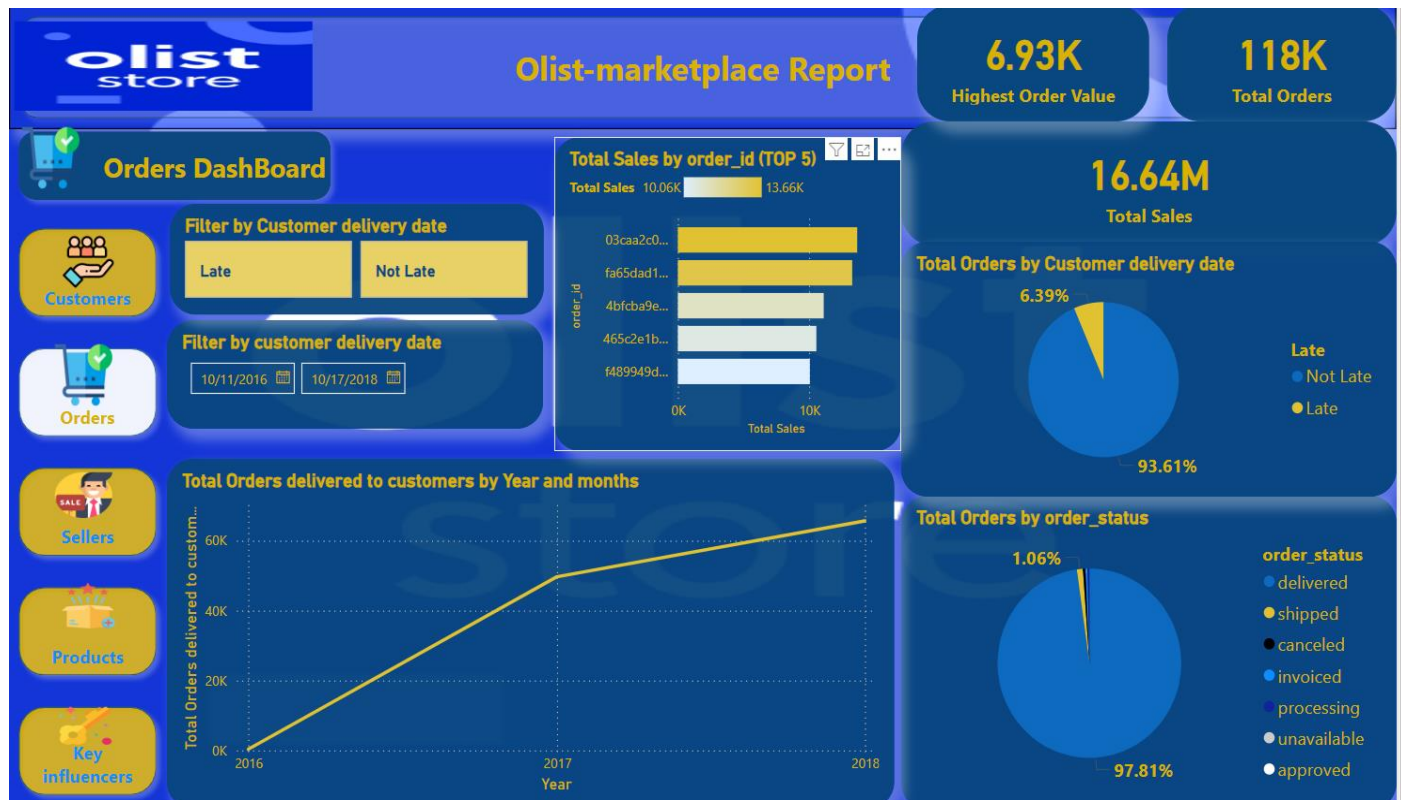 olist
store
Olist-marketplace Report
6.93K
Highest Order Value
118K
Total Orders
Orders DashBoard
16.64M
Total Sales
Customers
Orders
SALE
Sellers
Products
Key
influencers
Filter by Customer delivery date
Late
Not Late
Filter by customer delivery date
10/11/2016
10/17/2018
Total Sales by order_id (TOP 5)
Total Sales 10.06K 13.66K
order_id
03caa2c0...
fa65dad1...
4bfcba9e...
465c2e1b...
f489949d...
0K 10K
Total Sales
Total Orders by Customer delivery date
6.39%
93.61%
Late
Not Late
Late
Total Orders delivered to customers by Year and months
Total Orders delivered to custom...
60K
40K
20K
0K
2016 2017 2018
Year
Total Orders by order_status
1.06%
97.81%
order_status
delivered
shipped
canceled
invoiced
processing
unavailable
approved
olist
store